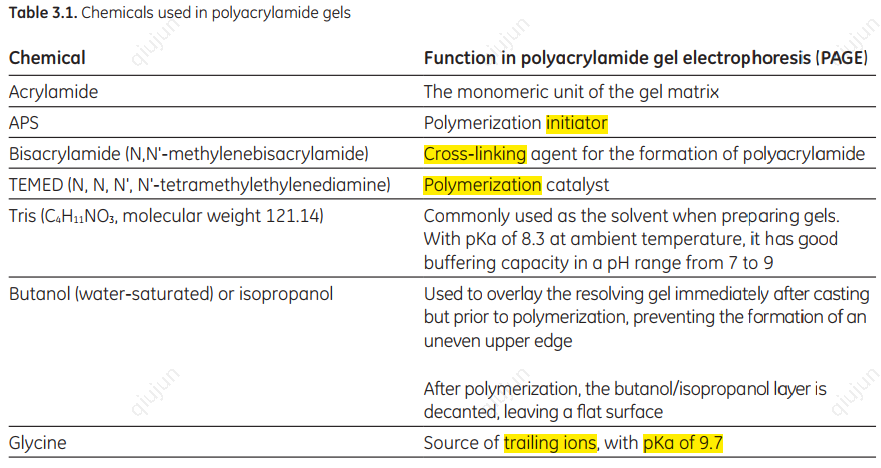 Table 3.1. Chemicals used in polyacrylamide gels
Chemical Function in polyacrylamide gel electrophoresis (PAGE)
Acrylamide The monomeric unit of the gel matrix
APS Polymerization initiator
Bisacrylamide (N,N'-methylenebisacrylamide) Cross-linking agent for the formation of polyacrylamide
TEMED (N, N, N', N'-tetramethylethylenediamine) Polymerization catalyst
Tris (C₄H₁₁NO₃, molecular weight 121.14) Commonly used as the solvent when preparing gels.
With pKa of 8.3 at ambient temperature, it has good
buffering capacity in a pH range from 7 to 9
Butanol (water-saturated) or isopropanol Used to overlay the resolving gel immediately after casting
but prior to polymerization, preventing the formation of an
uneven upper edge
After polymerization, the butanol/isopropanol layer is
decanted, leaving a flat surface
Glycine Source of trailing ions, with pKa of 9.7
qiujun
qiujun
qiujun
qiujun
qiujun
qiujun